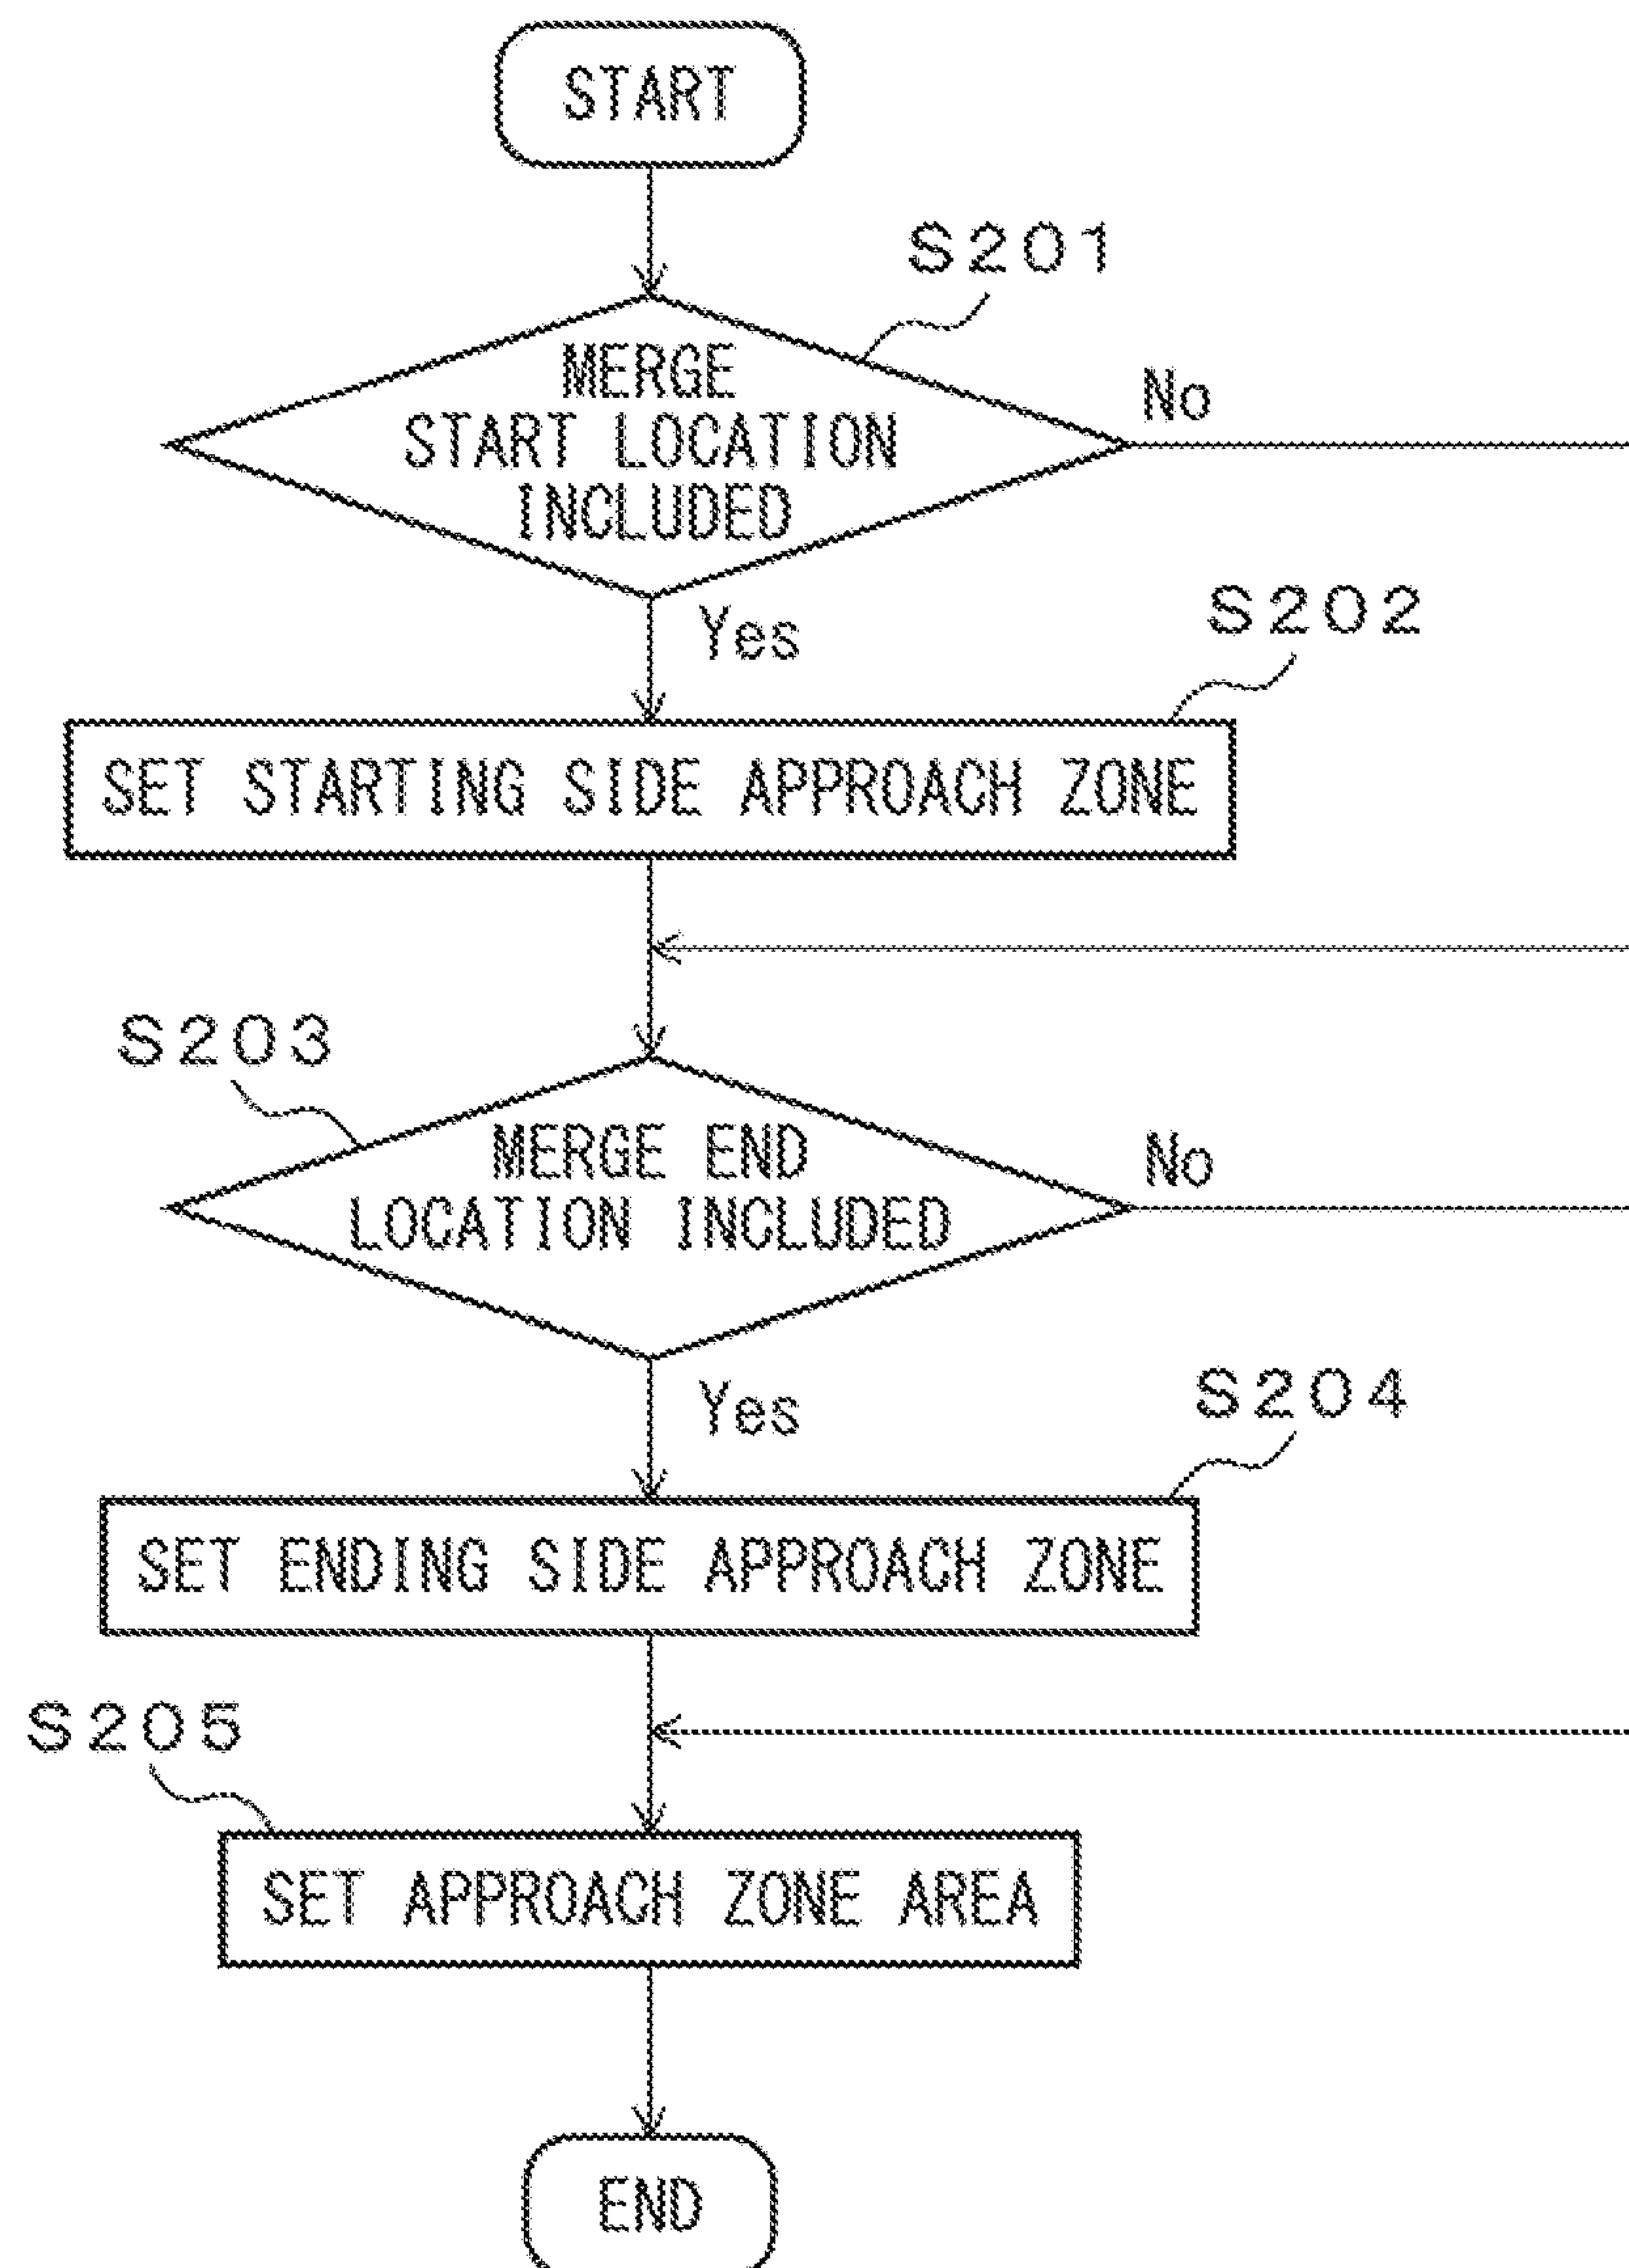 START
S201
MERGE
START LOCATION
INCLUDED
No
Yes
S202
SET STARTING SIDE APPROACH ZONE
S203
MERGE END
LOCATION INCLUDED
No
Yes
S204
SET ENDING SIDE APPROACH ZONE
S205
SET APPROACH ZONE AREA
END